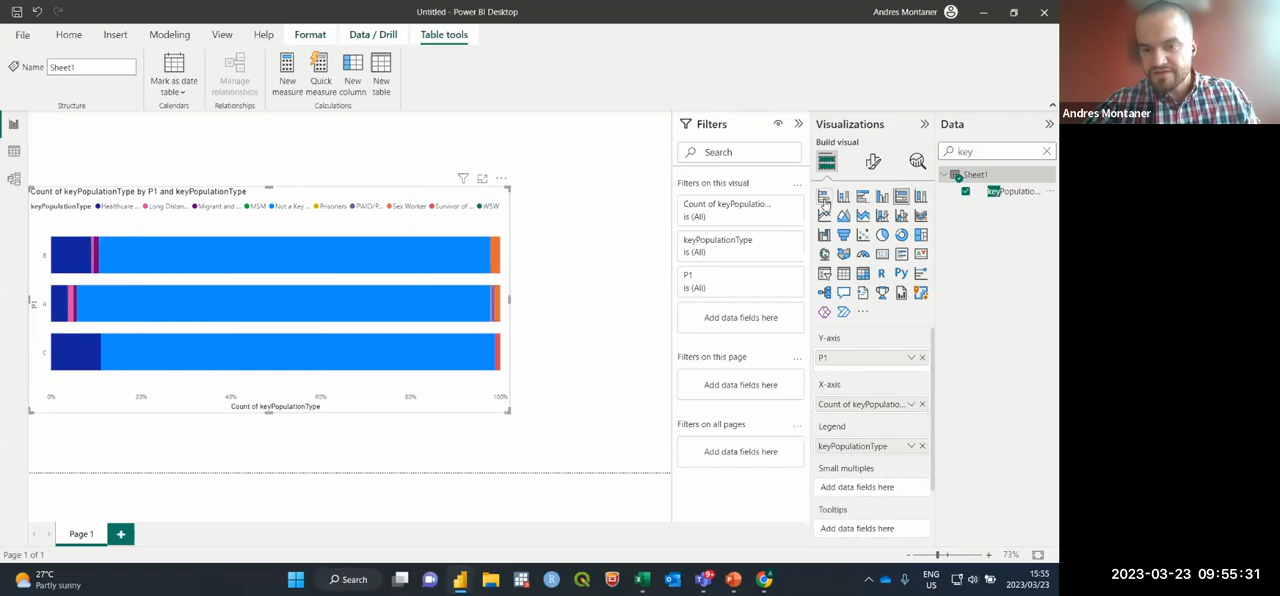 Untitled - Power BI Desktop
Andres Montaner
File
Home
Insert
Modeling
View
Help
Format
Data / Drill
Table tools
Name
Sheet1
Mark as date table
Manage relationships
New measure
Quick measure
New column
New table
Structure
Calendars
Relationships
Calculations
Andres Montaner
Filters
Search
Filters on this visual
...
Count of keyPopulatio...
is (All)
keyPopulationType
is (All)
P1
is (All)
Add data fields here
Filters on this page
...
Add data fields here
Filters on all pages
...
Add data fields here
Visualizations
Build visual
R
Py
...
Y-axis
P1
X-axis
Count of keyPopulatio...
Legend
keyPopulationType
Small multiples
Add data fields here
Tooltips
Add data fields here
Data
key
Sheet1
keyPopulatio...
Count of keyPopulationType by P1 and keyPopulationType
keyPopulationType Healthcare ... Long Distan... Migrant and ... MSM Not a Key ... Prisoners PWID/P... Sex Worker Survivor of ... WSW
B
A
C
P1
0% 20% 40% 60% 80% 100%
Count of keyPopulationType
Page 1
Page 1 of 1
73%
27°C
Partly sunny
Search
ENG
US
15:55
2023/03/23
2023-03-23 09:55:31